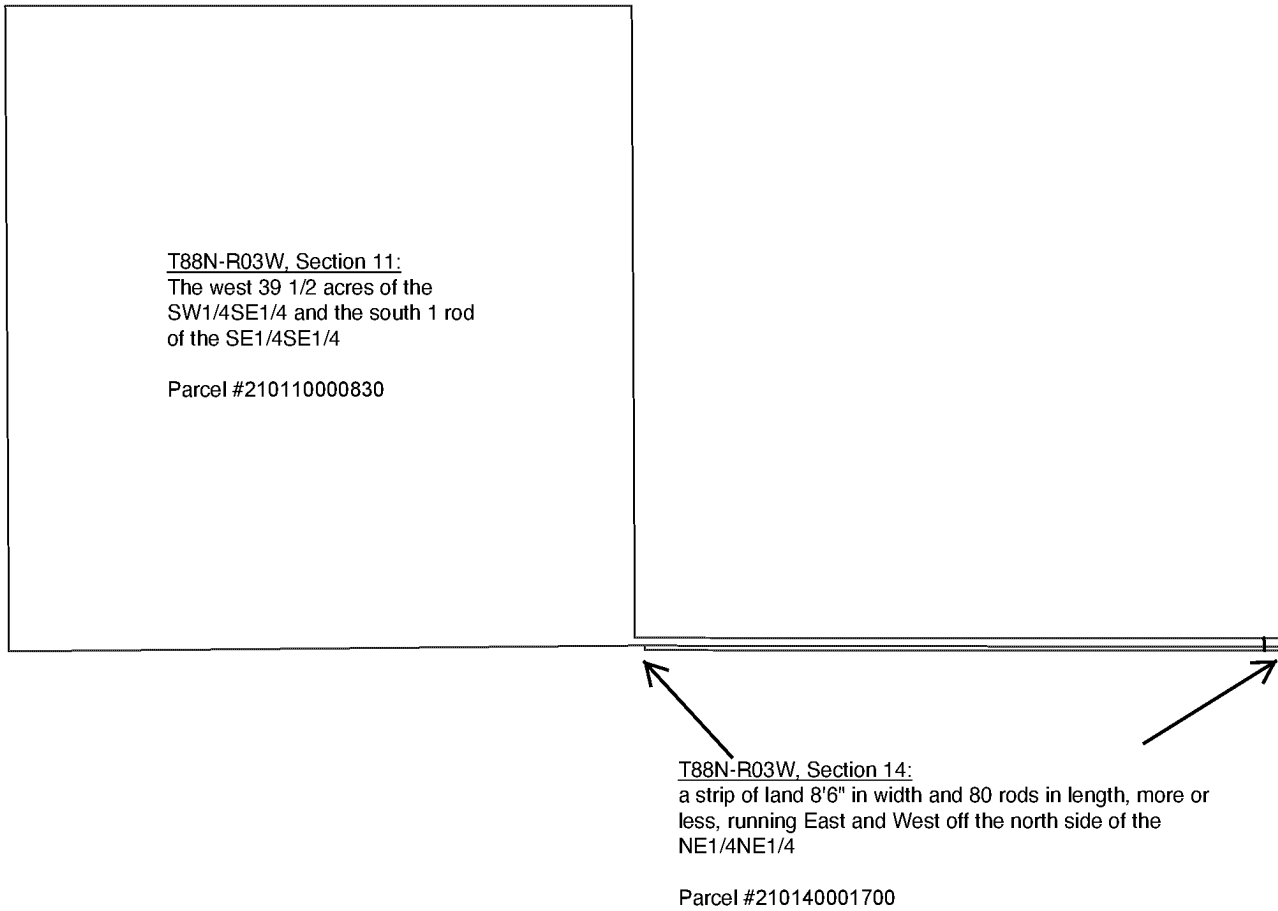 T88N-R03W, Section 11:
The west 39 1/2 acres of the
SW1/4SE1/4 and the south 1 rod
of the SE1/4SE1/4
Parcel #210110000830
T88N-R03W, Section 14:
a strip of land 8'6" in width and 80 rods in length, more or
less, running East and West off the north side of the
NE1/4NE1/4
Parcel #210140001700